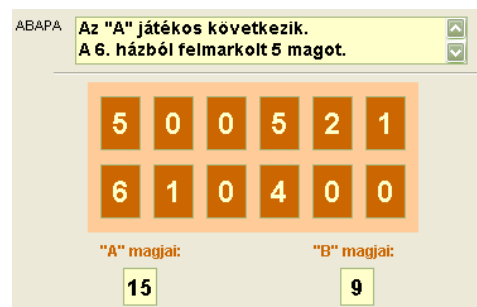 ABAPA
Az "A" játékos következik.
A 6. házból felmarkolt 5 magot.
5 0 0 5 2 1
6 1 0 4 0 0
"A" magjai: "B" magjai:
15 9